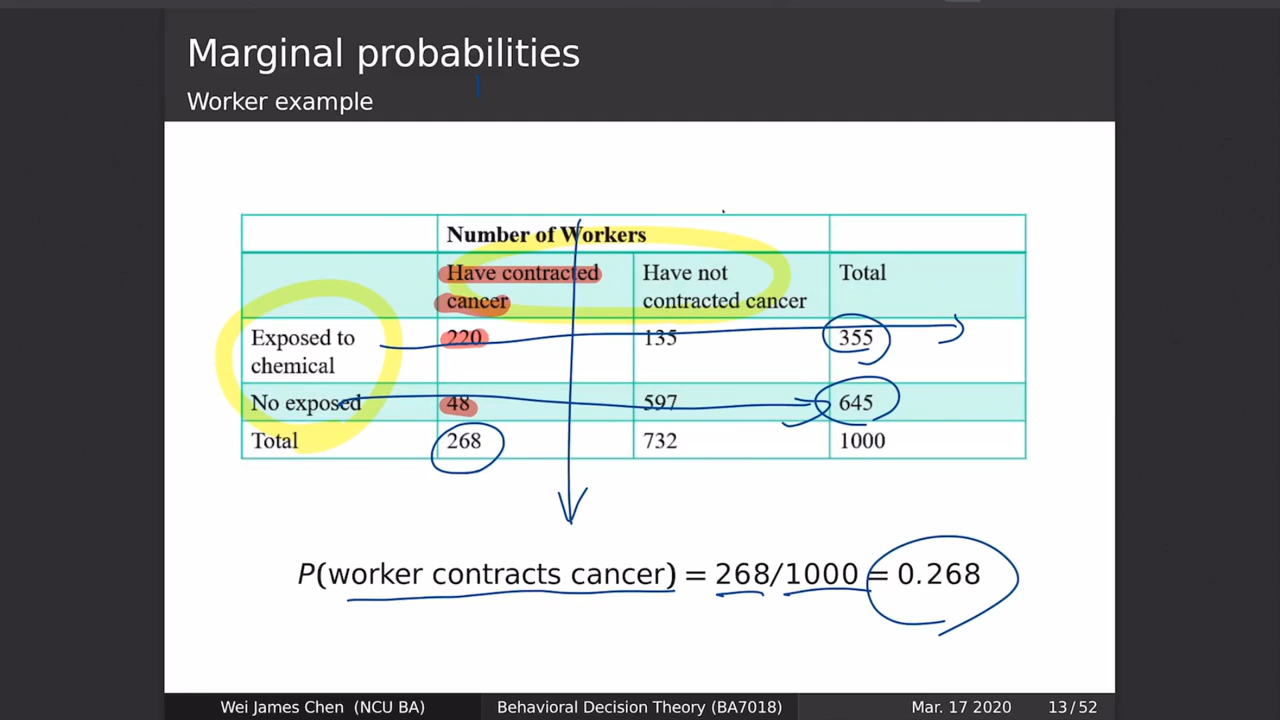 Marginal probabilities
Worker example
Number of Workers
Have contracted cancer
Have not contracted cancer
Total
Exposed to chemical
220
135
355
No exposed
48
597
645
Total
268
732
1000
P(worker contracts cancer) = 268/1000 = 0.268
Wei James Chen (NCU BA)
Behavioral Decision Theory (BA7018)
Mar. 17 2020
13 / 52